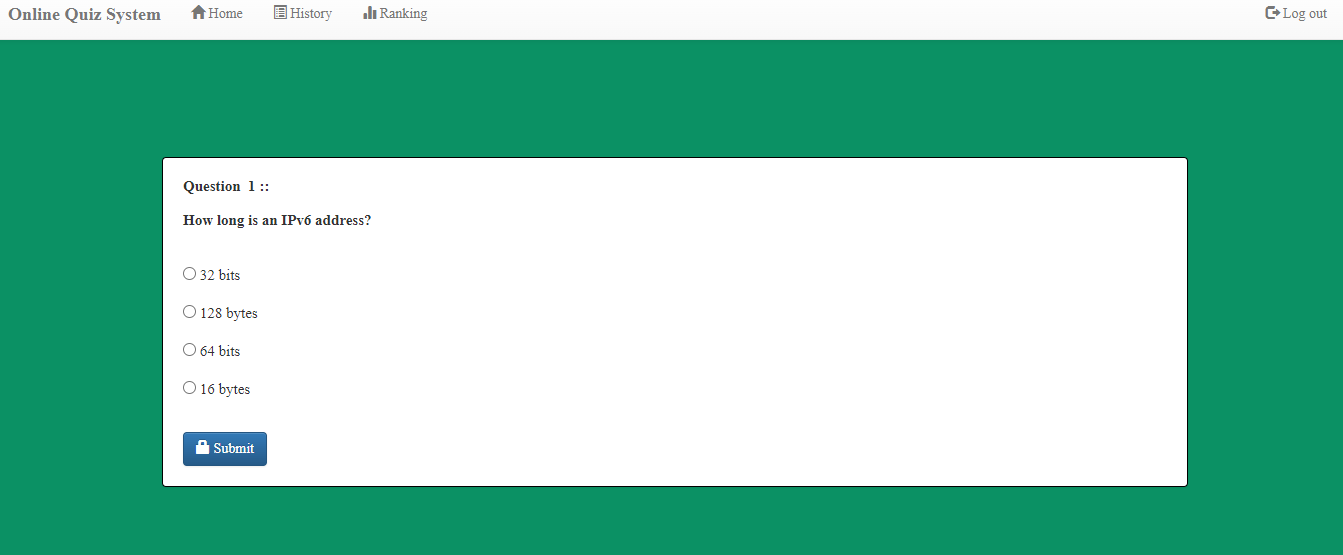 Online Quiz System Home History Ranking Log out
Question 1 ::
How long is an IPv6 address?
32 bits
128 bytes
64 bits
16 bytes
Submit